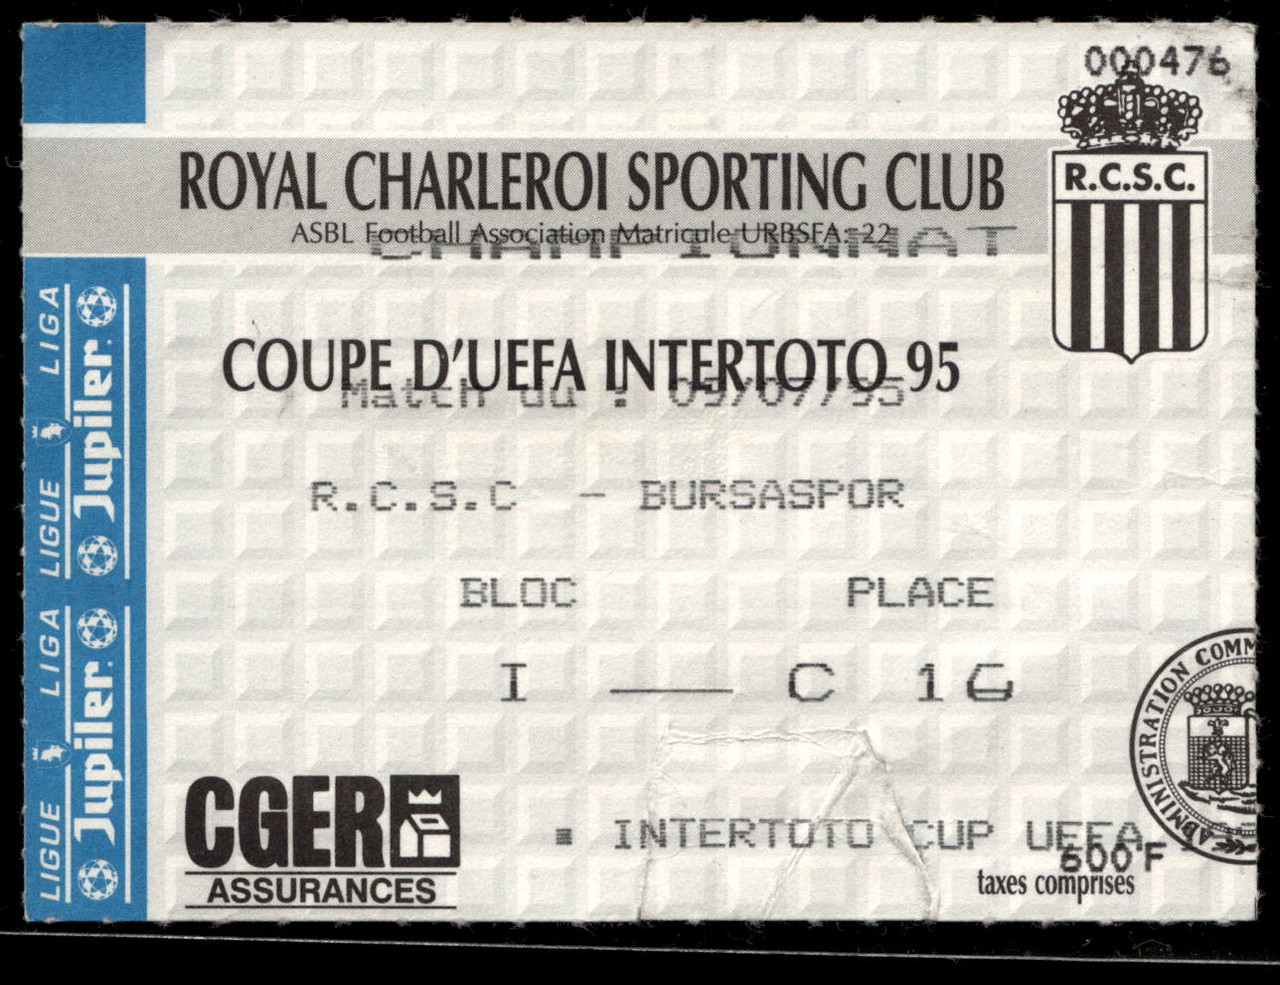 000476
R.C.S.C.
ROYAL CHARLEROI SPORTING CLUB
ASBL Football Association Matricule URBSFA: 22
CHAMPIONNAT
COUPE D'UEFA INTERTOTO 95
Match du : 09/07/95
R.C.S.C - BURSASPOR
BLOC PLACE
I — C 16
CGER
ASSURANCES
INTERTOTO CUP UEFA
600 F
taxes comprises
ADMINISTRATION COMM
LIGUE LIGA
Jupiler
LIGUE LIGA
Jupiler